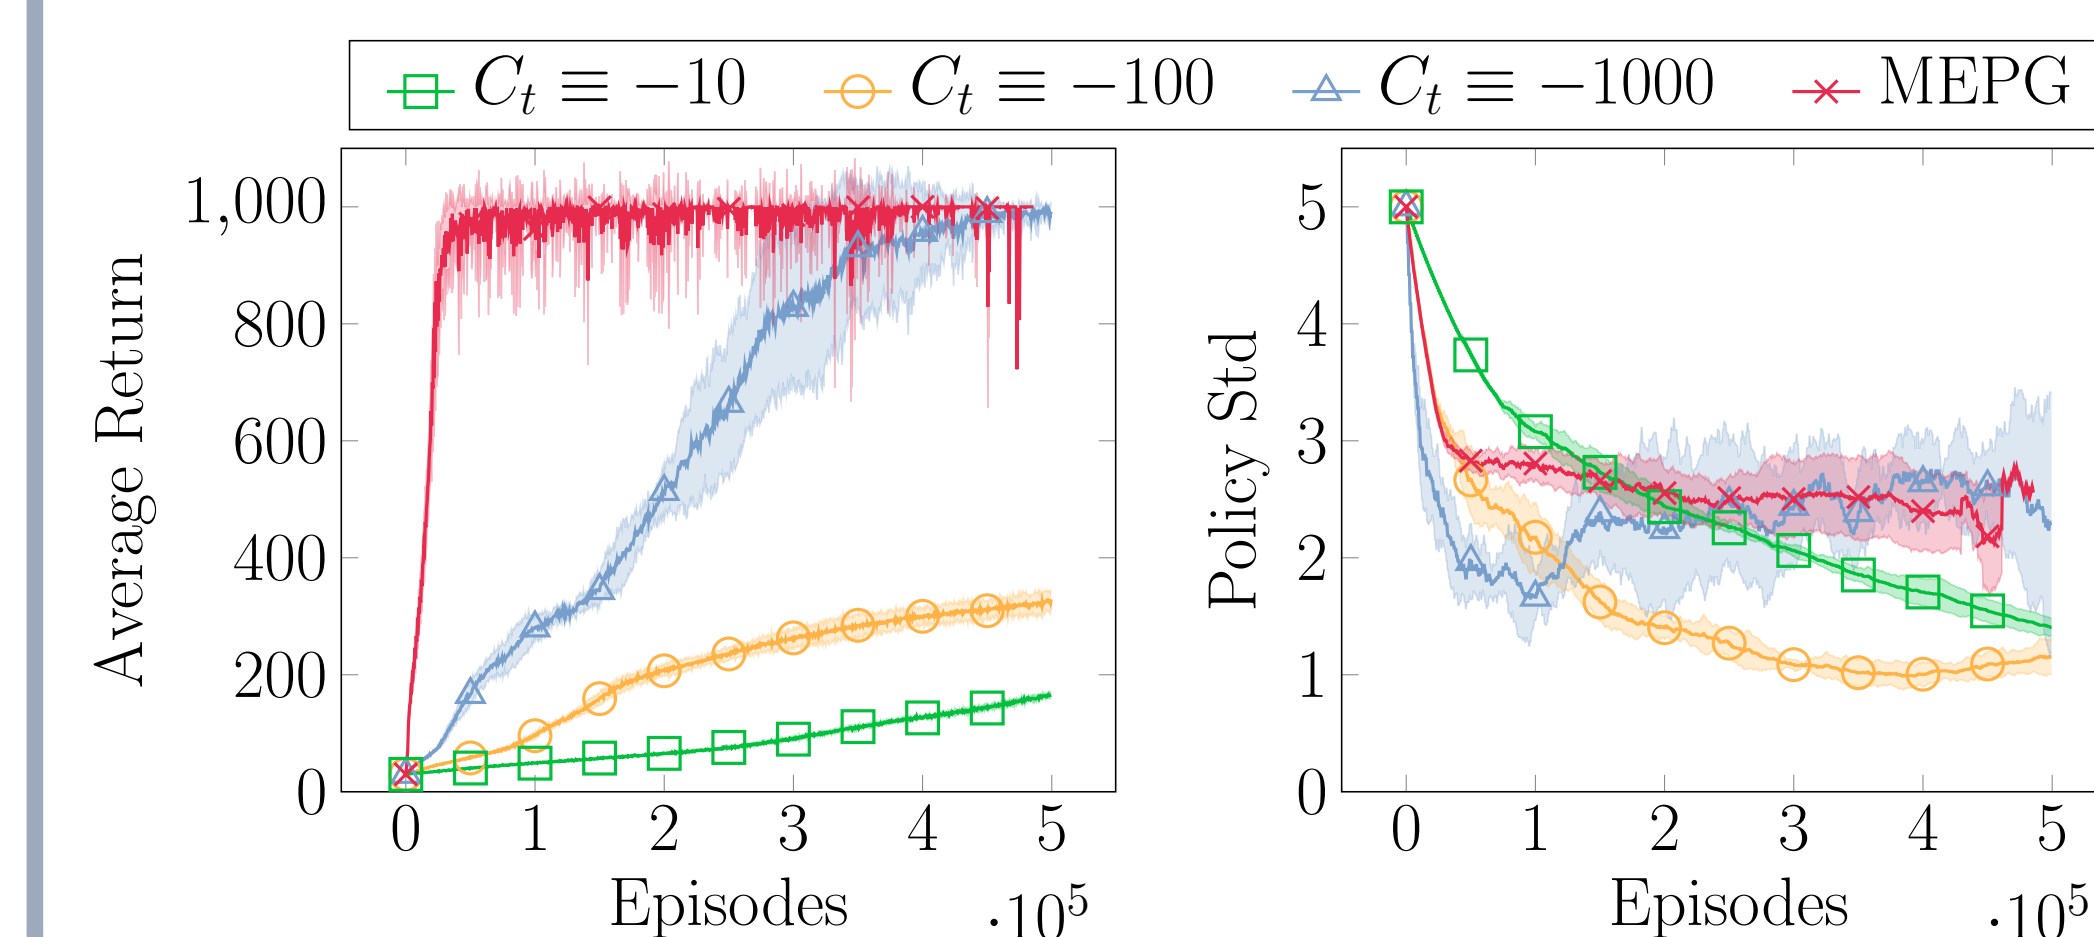 C_t ≡ −10 C_t ≡ −100 C_t ≡ −1000 MEPG
Average Return
1,000
800
600
400
200
0
0 1 2 3 4 5
Episodes
·10^5
Policy Std
5
4
3
2
1
0
0 1 2 3 4 5
Episodes
·10^5